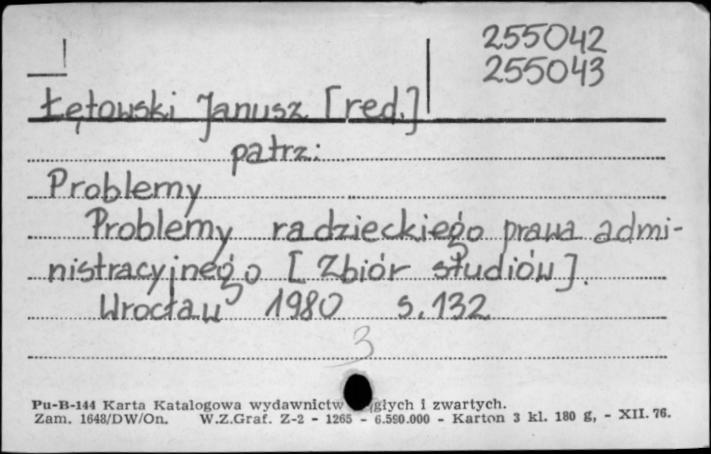 255042
255043
Łętowski Janusz [red.]
patrz:
Problemy
Problemy radzieckiego prawa admi-
nistracyjnego [Zbiór studiów].
Wrocław 1980 s. 132
3
Pu-B-144 Karta Katalogowa wydawnictw głych i zwartych.
Zam. 1648/DW/On. W.Z.Graf. Z-2 - 1265 - 6.590.000 - Karton 3 kl. 180 g, - XII. 76.